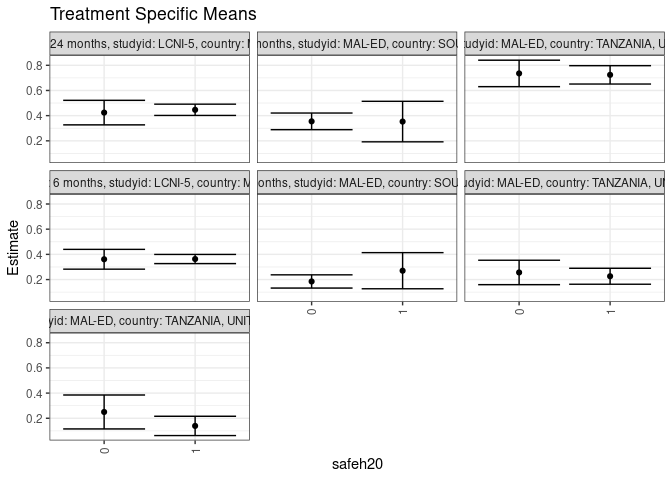 Treatment Specific Means
24 months, studyid: LCNI-5, country:
months, studyid: MAL-ED, country: SOU
studyid: MAL-ED, country: TANZANIA, U
0.8
0.6
0.4
0.2
6 months, studyid: LCNI-5, country: M
months, studyid: MAL-ED, country: SOU
studyid: MAL-ED, country: TANZANIA, UN
0.8
0.6
0.4
0.2
Estimate
0 1
0 1
yid: MAL-ED, country: TANZANIA, UNIT
0.8
0.6
0.4
0.2
0 1
safeh20